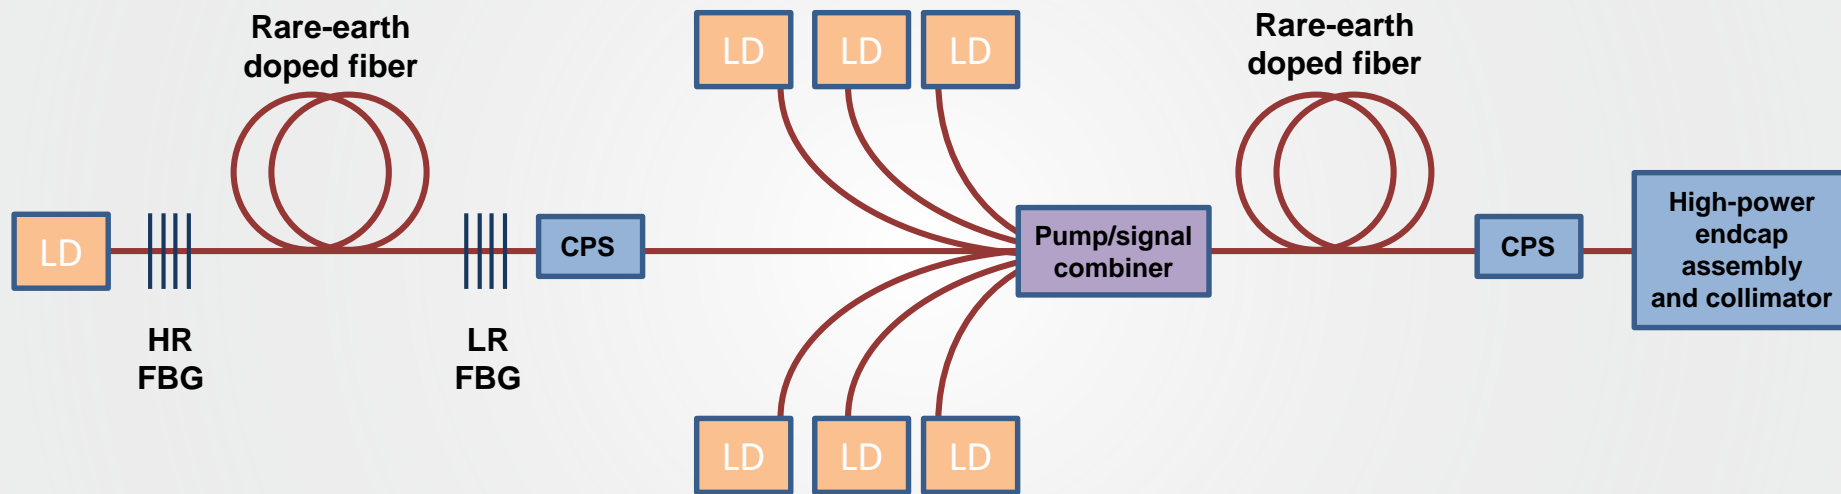 Rare-earth
doped fiber
LD
LD
LD
Rare-earth
doped fiber
LD
HR
FBG
LR
FBG
CPS
Pump/signal
combiner
CPS
High-power
endcap
assembly
and collimator
LD
LD
LD